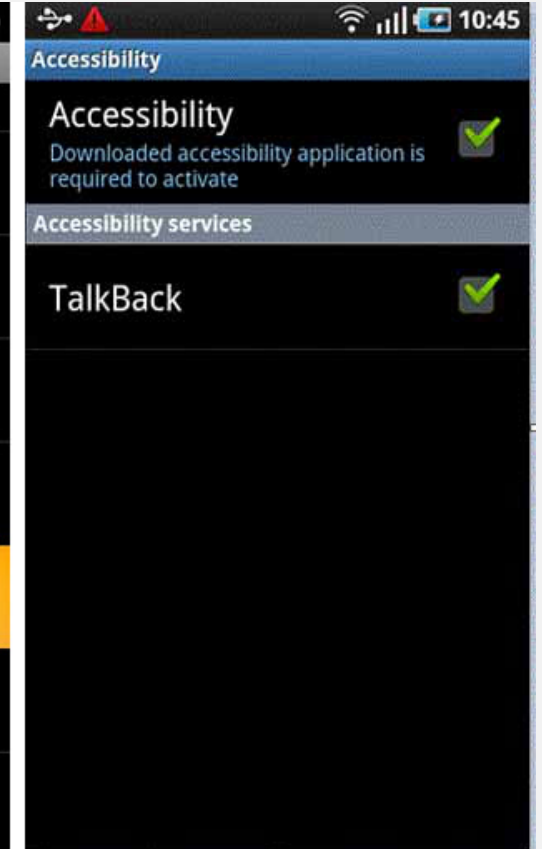 10:45
Accessibility
Accessibility
Downloaded accessibility application is
required to activate
Accessibility services
TalkBack